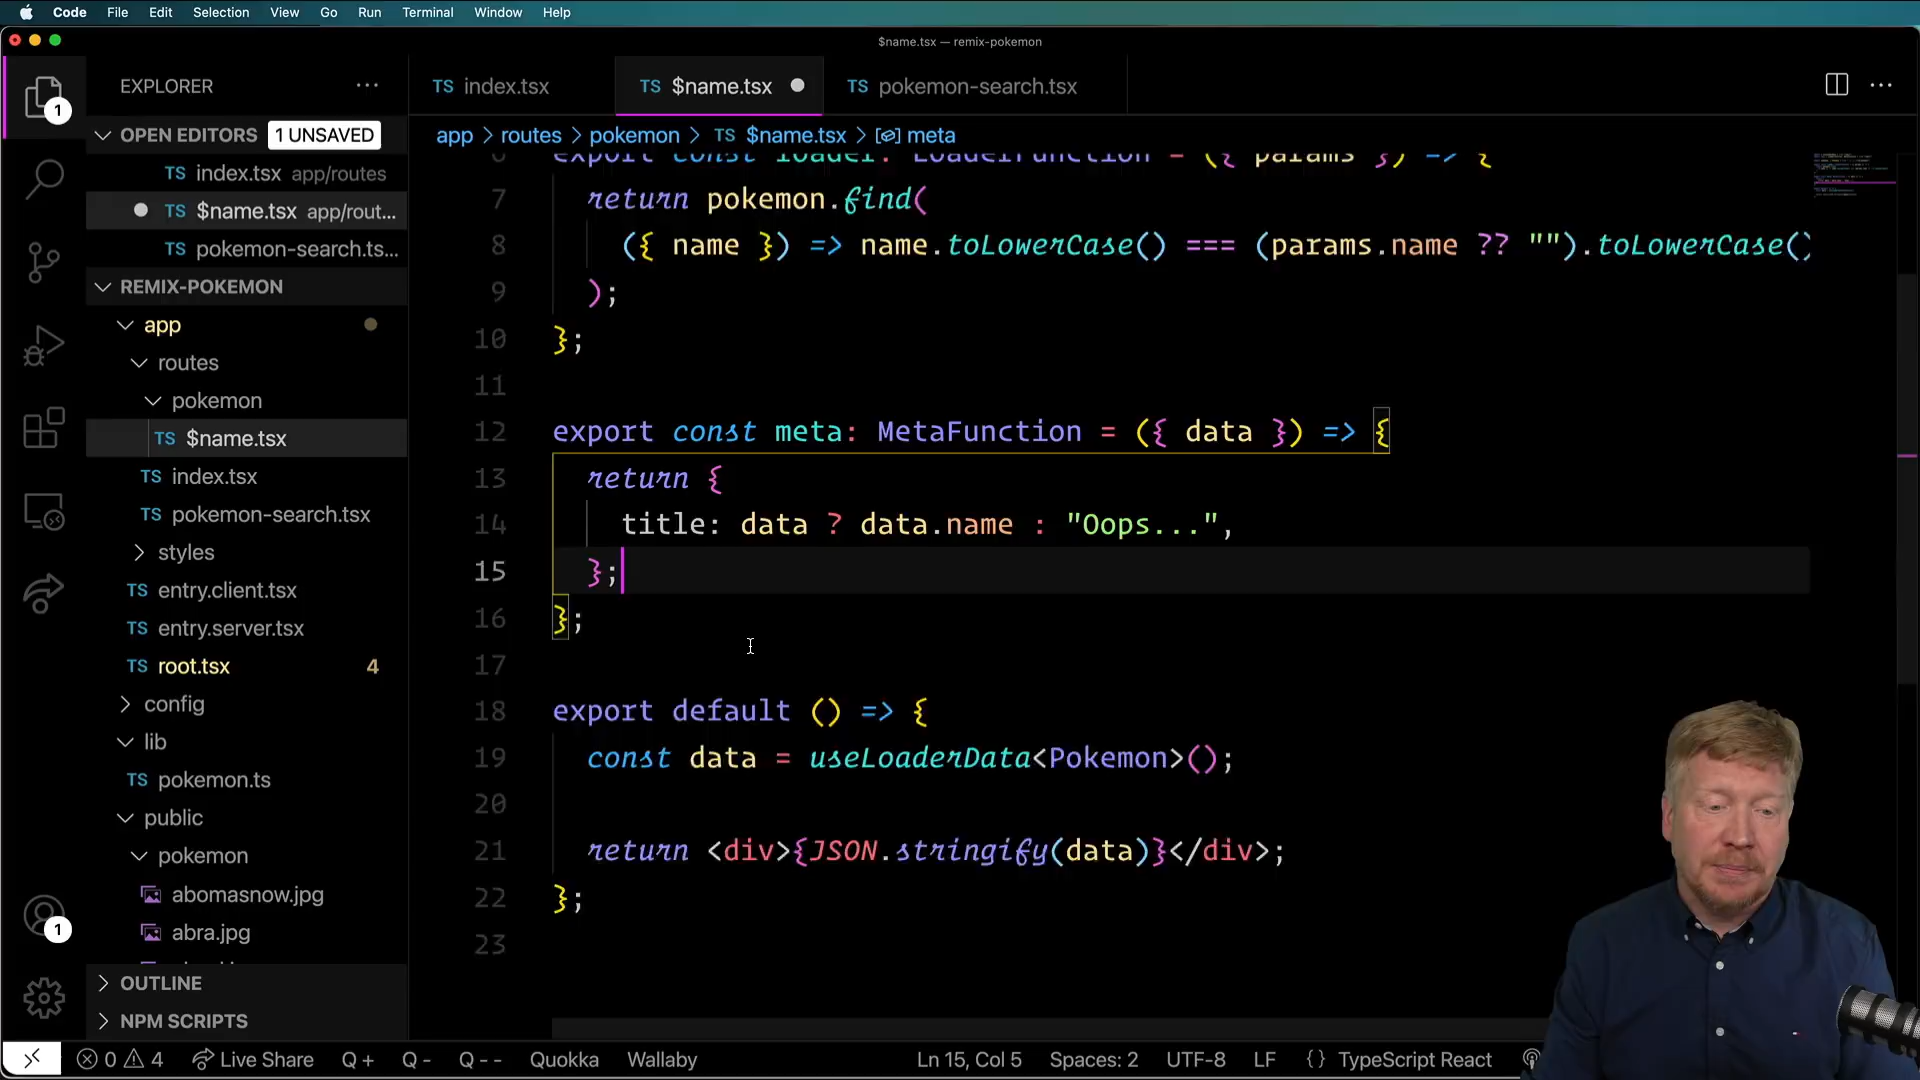 Code File Edit Selection View Go Run Terminal Window Help
$name.tsx — remix-pokemon
EXPLORER
TS index.tsx
TS $name.tsx
TS pokemon-search.tsx
1
OPEN EDITORS 1 UNSAVED
app > routes > pokemon > TS $name.tsx > meta
TS index.tsx app/routes
TS $name.tsx app/rout...
TS pokemon-search.ts...
REMIX-POKEMON
app
routes
pokemon
TS $name.tsx
TS index.tsx
TS pokemon-search.tsx
styles
TS entry.client.tsx
TS entry.server.tsx
TS root.tsx 4
config
lib
TS pokemon.ts
public
pokemon
abomasnow.jpg
abra.jpg
1
OUTLINE
NPM SCRIPTS
6 export const loader: LoaderFunction = ({ params }) => {
7 return pokemon.find(
8 ({ name }) => name.toLowerCase() === (params.name ?? "").toLowerCase()
9 );
10 };
11
12 export const meta: MetaFunction = ({ data }) => {
13 return {
14 title: data ? data.name : "Oops...",
15 };
16 };
17
18 export default () => {
19 const data = useLoaderData<Pokemon>();
20
21 return <div>{JSON.stringify(data)}</div>;
22 };
23
0 4 Live Share Q + Q - Q -- Quokka Wallaby Ln 15, Col 5 Spaces: 2 UTF-8 LF {} TypeScript React